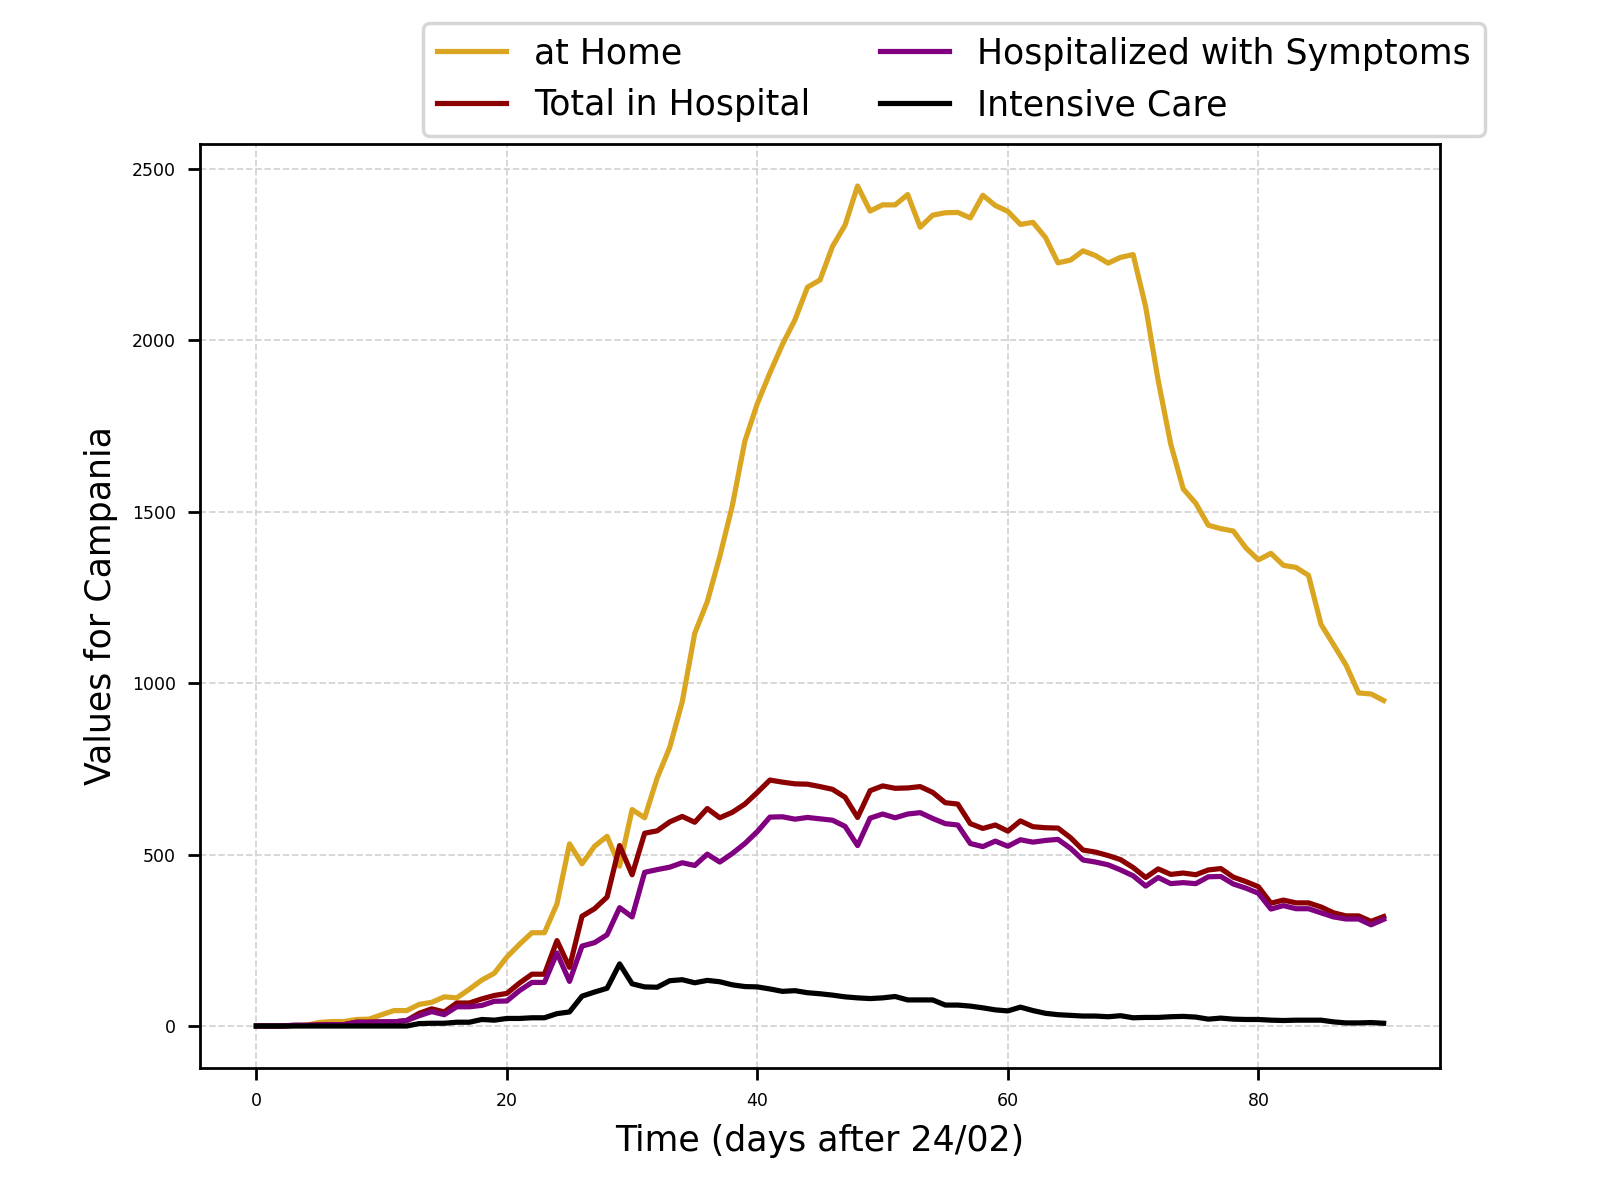 at Home
Total in Hospital
Hospitalized with Symptoms
Intensive Care
2500
2000
1500
1000
500
0
Values for Campania
0 20 40 60 80
Time (days after 24/02)